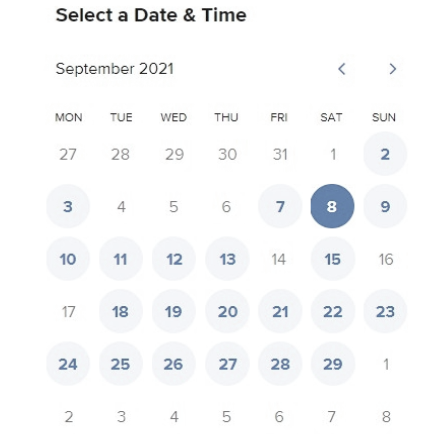 Select a Date & Time
September 2021
MON TUE WED THU FRI SAT SUN
27 28 29 30 31 1 2
3 4 5 6 7 8 9
10 11 12 13 14 15 16
17 18 19 20 21 22 23
24 25 26 27 28 29 1
2 3 4 5 6 7 8